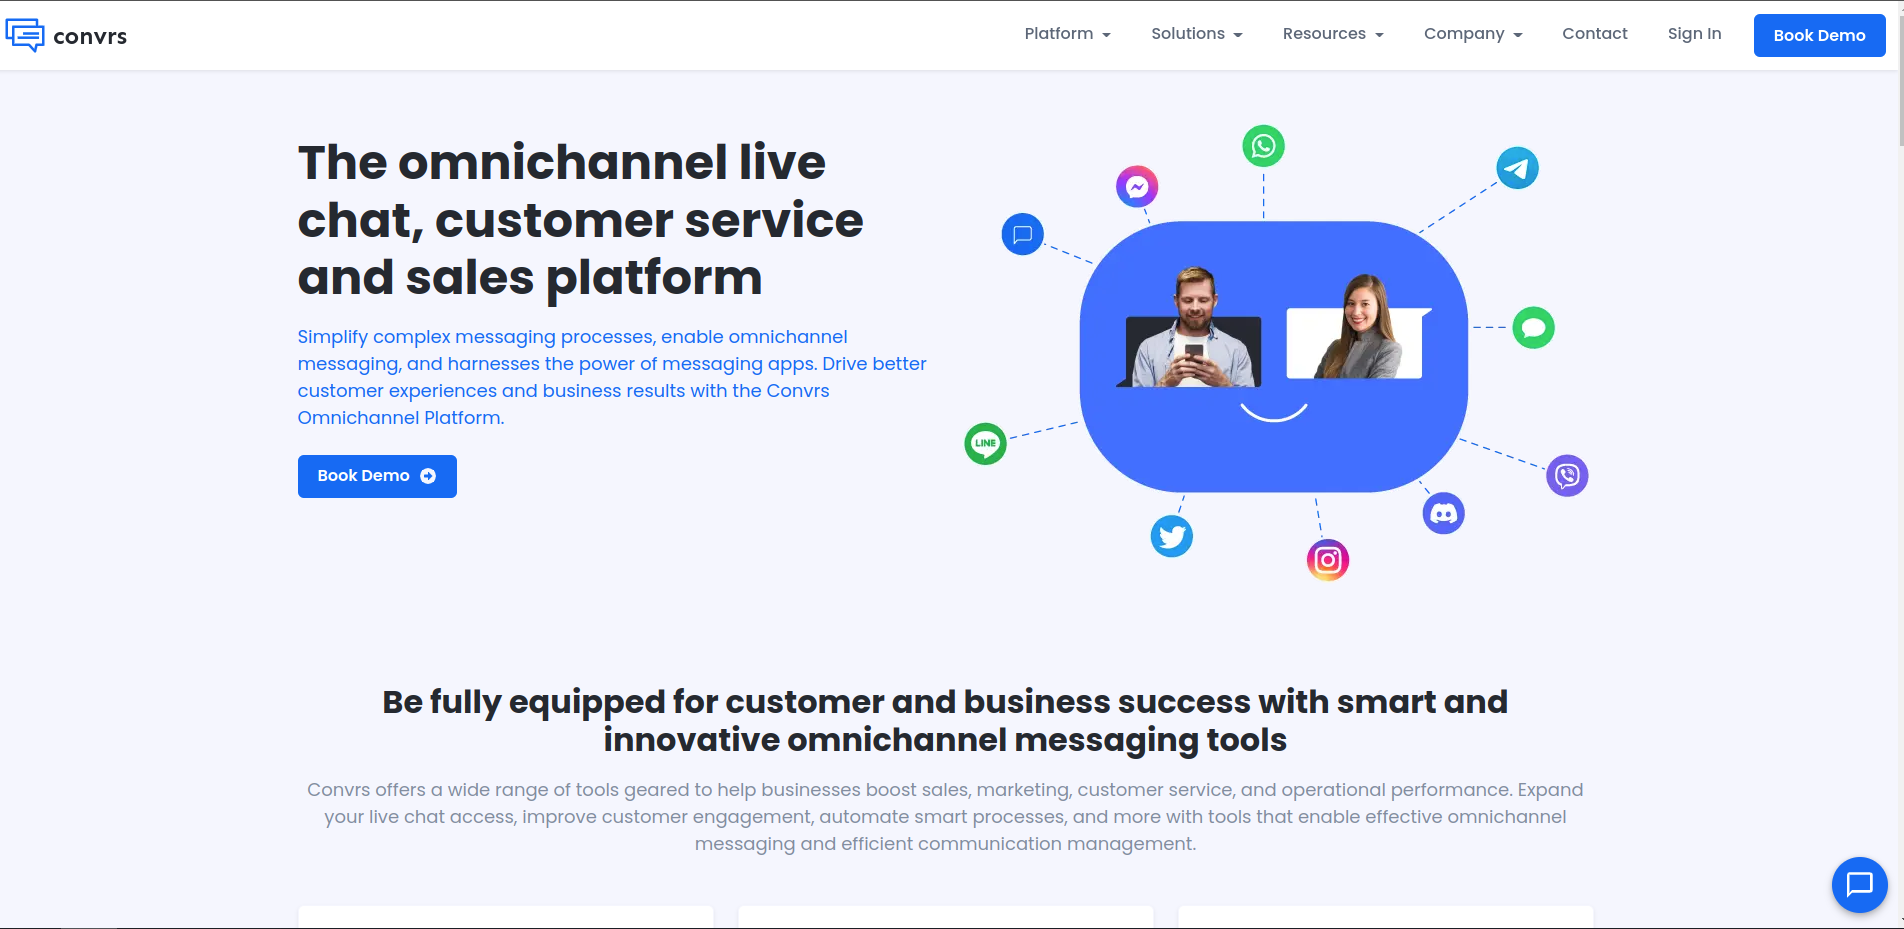 convrs
Platform
Solutions
Resources
Company
Contact
Sign In
Book Demo
The omnichannel live
chat, customer service
and sales platform
Simplify complex messaging processes, enable omnichannel
messaging, and harnesses the power of messaging apps. Drive better
customer experiences and business results with the Convrs
Omnichannel Platform.
Book Demo
LINE
Be fully equipped for customer and business success with smart and
innovative omnichannel messaging tools
Convrs offers a wide range of tools geared to help businesses boost sales, marketing, customer service, and operational performance. Expand
your live chat access, improve customer engagement, automate smart processes, and more with tools that enable effective omnichannel
messaging and efficient communication management.